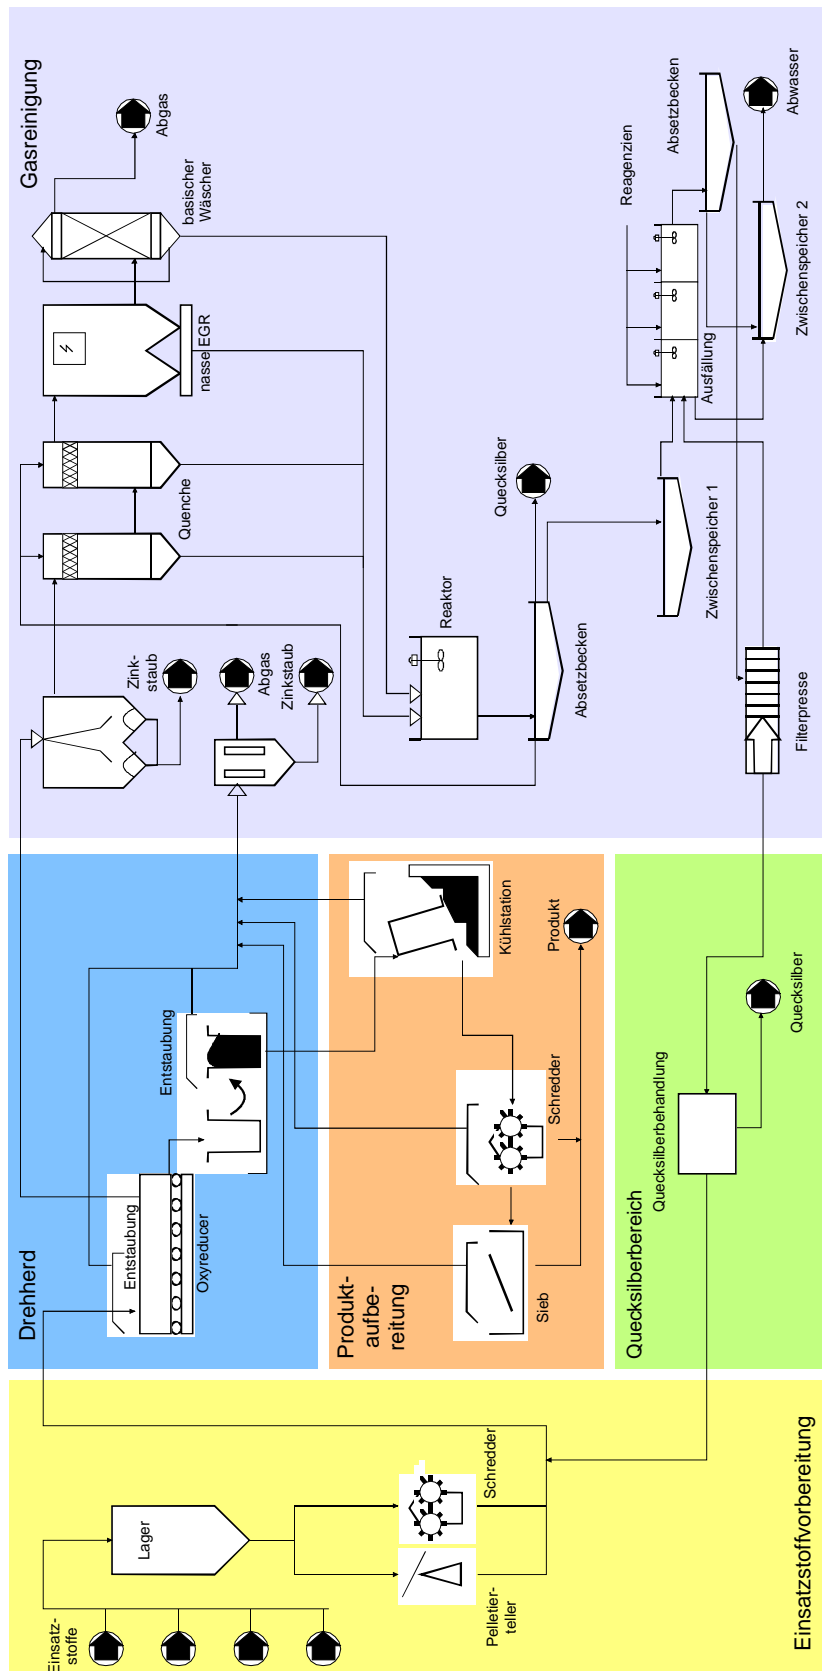 Einsatzstoffvorbereitung
Einsatz-
stoffe
Lager
Pelletier-
teller
Schredder
Drehherd
Entstaubung
Oxyreducer
Entstaubung
Produkt-
aufbe-
reitung
Sieb
Schredder
Kühlstation
Produkt
Quecksilberbereich
Quecksilberbehandlung
Quecksilber
Gasreinigung
Zink-
staub
Abgas
Zinkstaub
Quenche
nasse EGR
basischer
Wäscher
Abgas
Reaktor
Absetzbecken
Quecksilber
Zwischenspeicher 1
Filterpresse
Ausfällung
Reagenzien
Absetzbecken
Zwischenspeicher 2
Abwasser